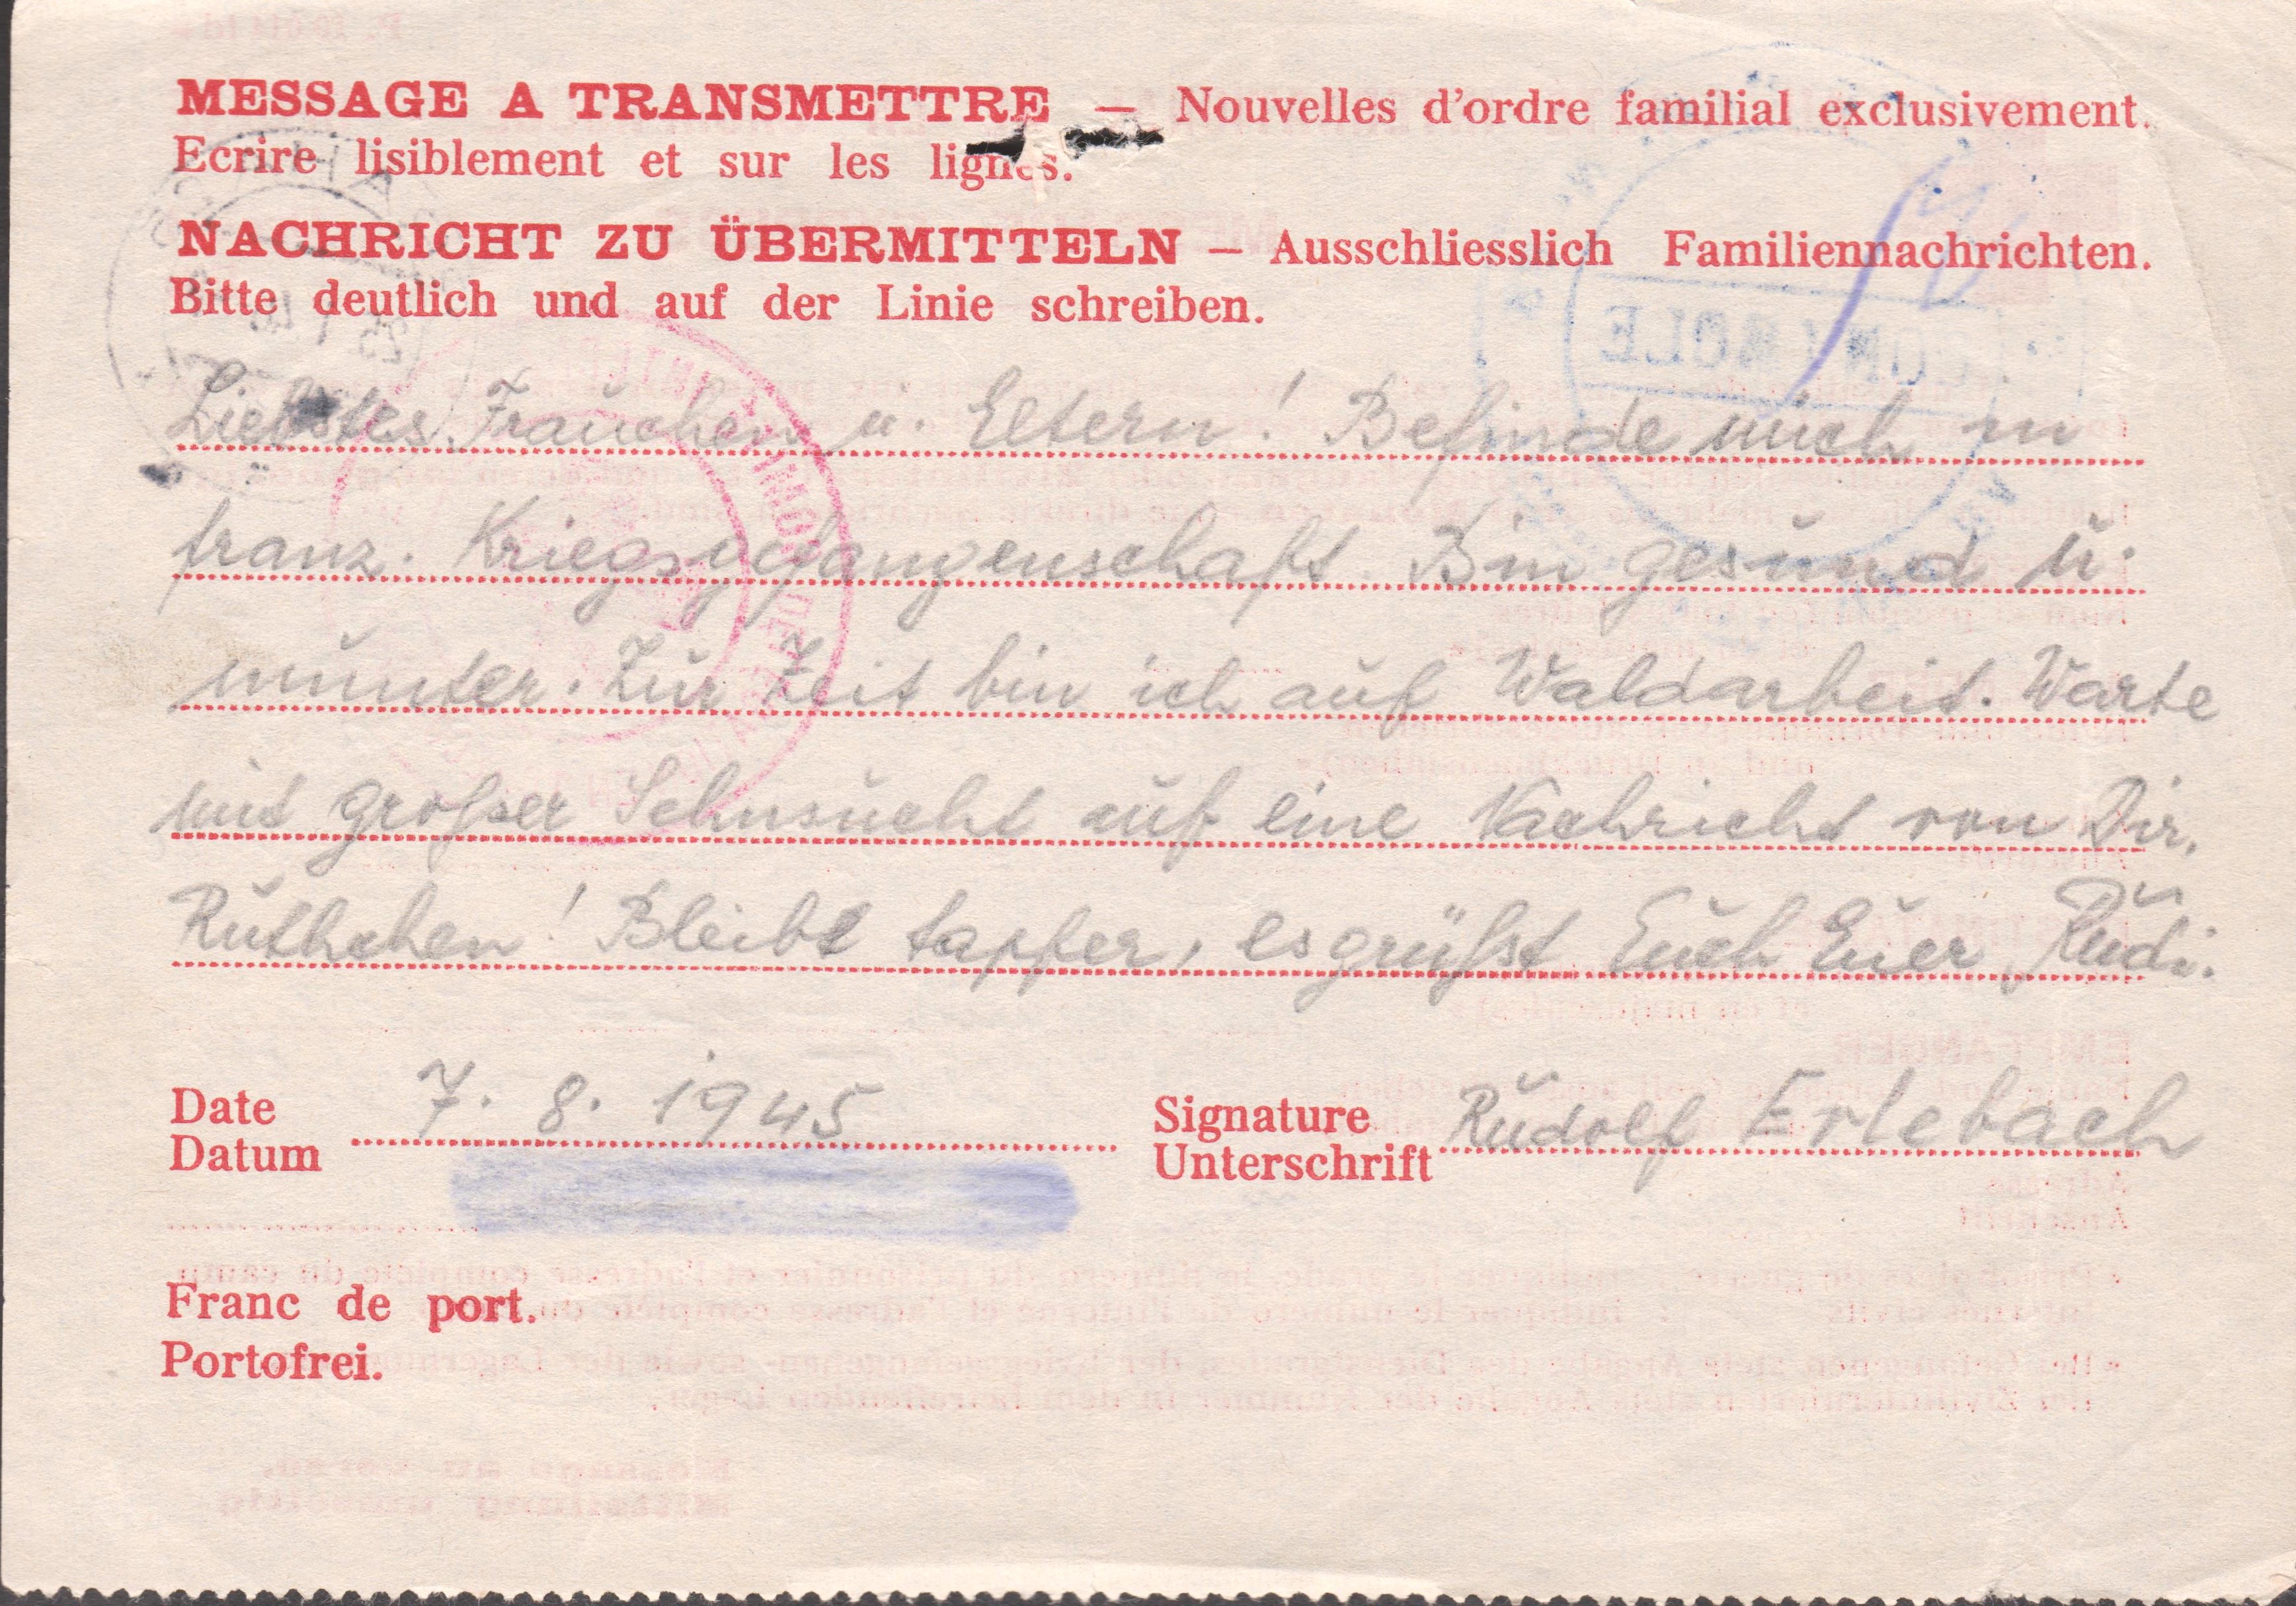 MESSAGE A TRANSMETTRE — Nouvelles d'ordre familial exclusivement.
Ecrire lisiblement et sur les lignes.
NACHRICHT ZU ÜBERMITTELN — Ausschliesslich Familiennachrichten.
Bitte deutlich und auf der Linie schreiben.
CONTROLE
Liebstes Frauchen u. Eltern! Befinde mich in
franz. Kriegsgefangenschaft. Bin gesund u.
munter. Zur Zeit bin ich auf Waldarbeit. Warte
mit großer Sehnsucht auf eine Nachricht von Dir.
Ruthchen! Bleibt tapfer, es grüßt Euch Euer Rudi.
Date 7. 8. 1945 Signature Rudolf Erlebach
Datum Unterschrift
Franc de port.
Portofrei.